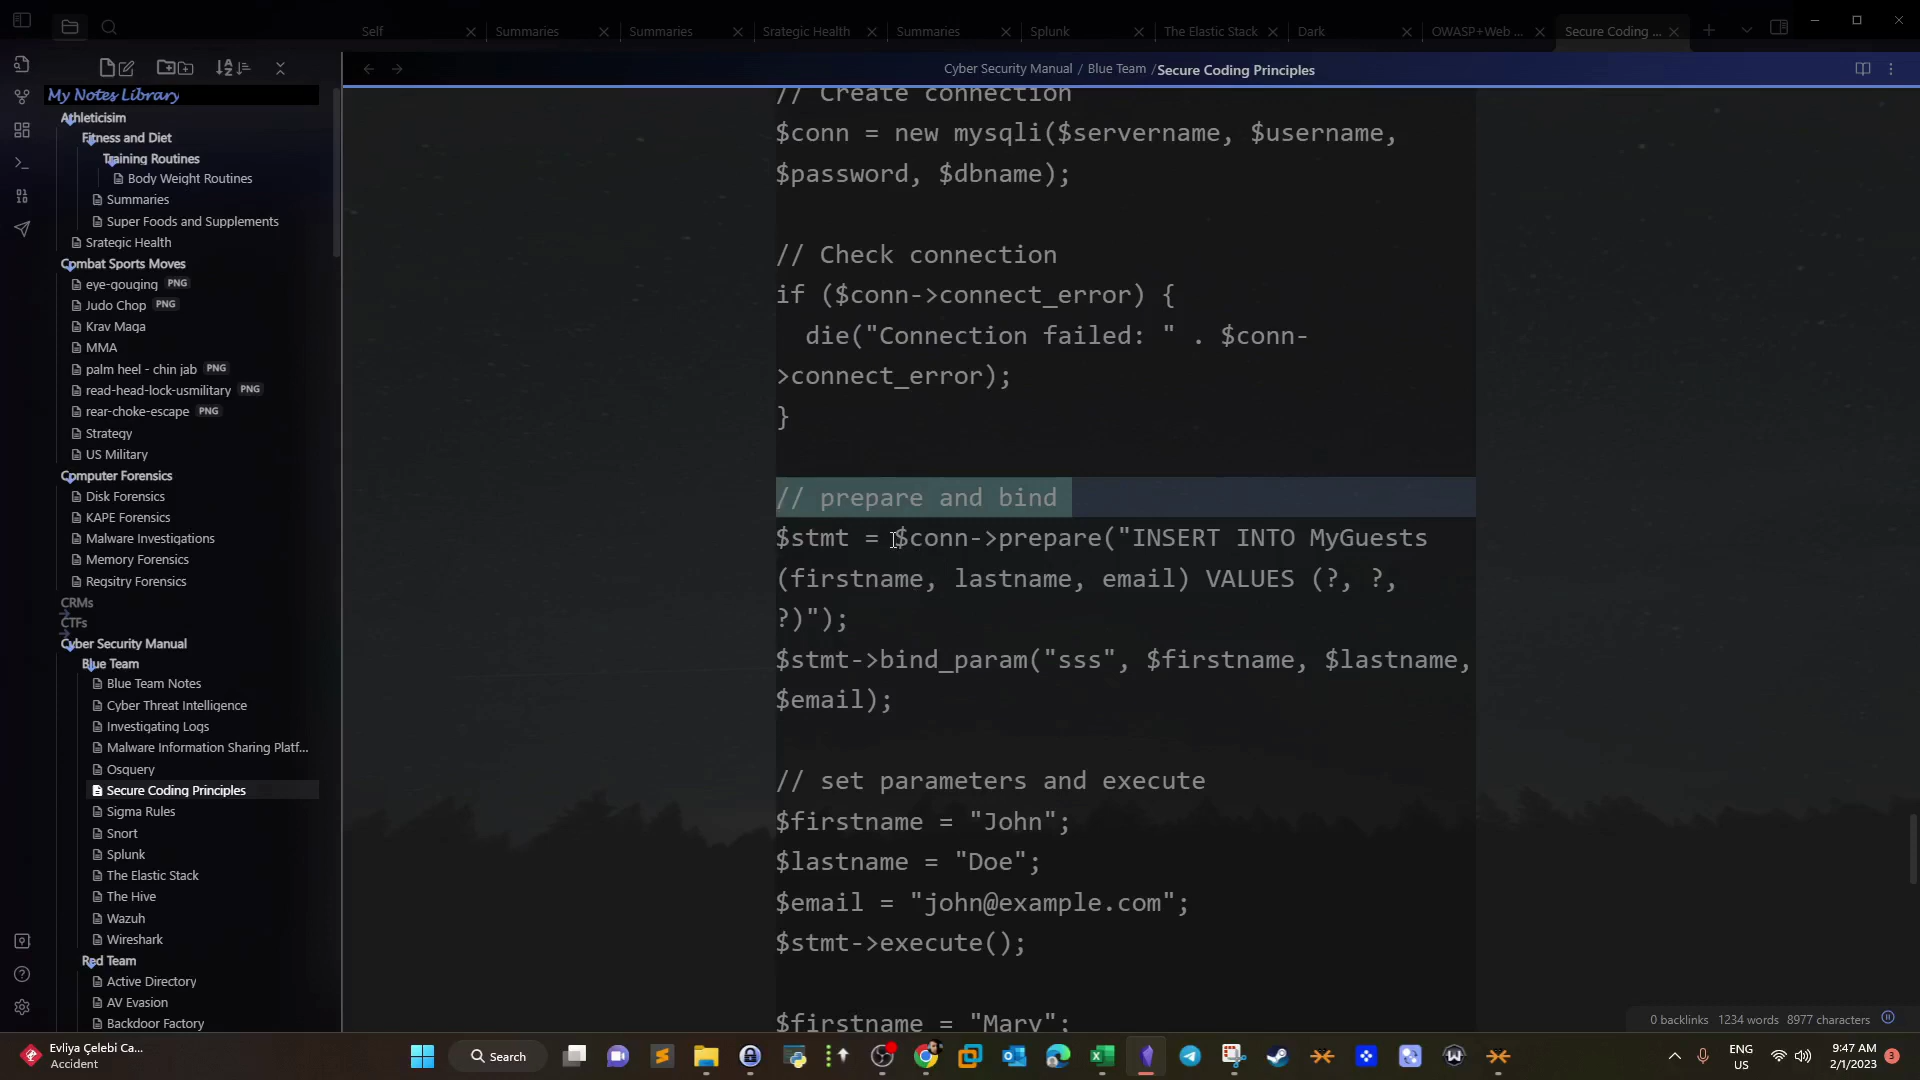 Self
Summaries
Summaries
Srategic Health
Summaries
Splunk
The Elastic Stack
Dark
OWASP+Web ...
Secure Coding ...
Cyber Security Manual / Blue Team / Secure Coding Principles
My Notes Library
Athleticisim
Fitness and Diet
Training Routines
Body Weight Routines
Summaries
Super Foods and Supplements
Srategic Health
Combat Sports Moves
eye-gouging PNG
Judo Chop PNG
Krav Maga
MMA
palm heel - chin jab PNG
read-head-lock-usmilitary PNG
rear-choke-escape PNG
Strategy
US Military
Computer Forensics
Disk Forensics
KAPE Forensics
Malware Investigations
Memory Forensics
Regsitry Forensics
CRMs
CTFs
Cyber Security Manual
Blue Team
Blue Team Notes
Cyber Threat Intelligence
Investigating Logs
Malware Information Sharing Platf...
Osquery
Secure Coding Principles
Sigma Rules
Snort
Splunk
The Elastic Stack
The Hive
Wazuh
Wireshark
Red Team
Active Directory
AV Evasion
Backdoor Factory
// Create connection
$conn = new mysqli($servername, $username,
$password, $dbname);
// Check connection
if ($conn->connect_error) {
die("Connection failed: " . $conn-
>connect_error);
}
// prepare and bind
$stmt = $conn->prepare("INSERT INTO MyGuests
(firstname, lastname, email) VALUES (?, ?,
?)");
$stmt->bind_param("sss", $firstname, $lastname,
$email);
// set parameters and execute
$firstname = "John";
$lastname = "Doe";
$email = "john@example.com";
$stmt->execute();
$firstname = "Mary";
0 backlinks 1234 words 8977 characters
Evliya Çelebi Ca...
Accident
Search
ENG
US
9:47 AM
2/1/2023
3